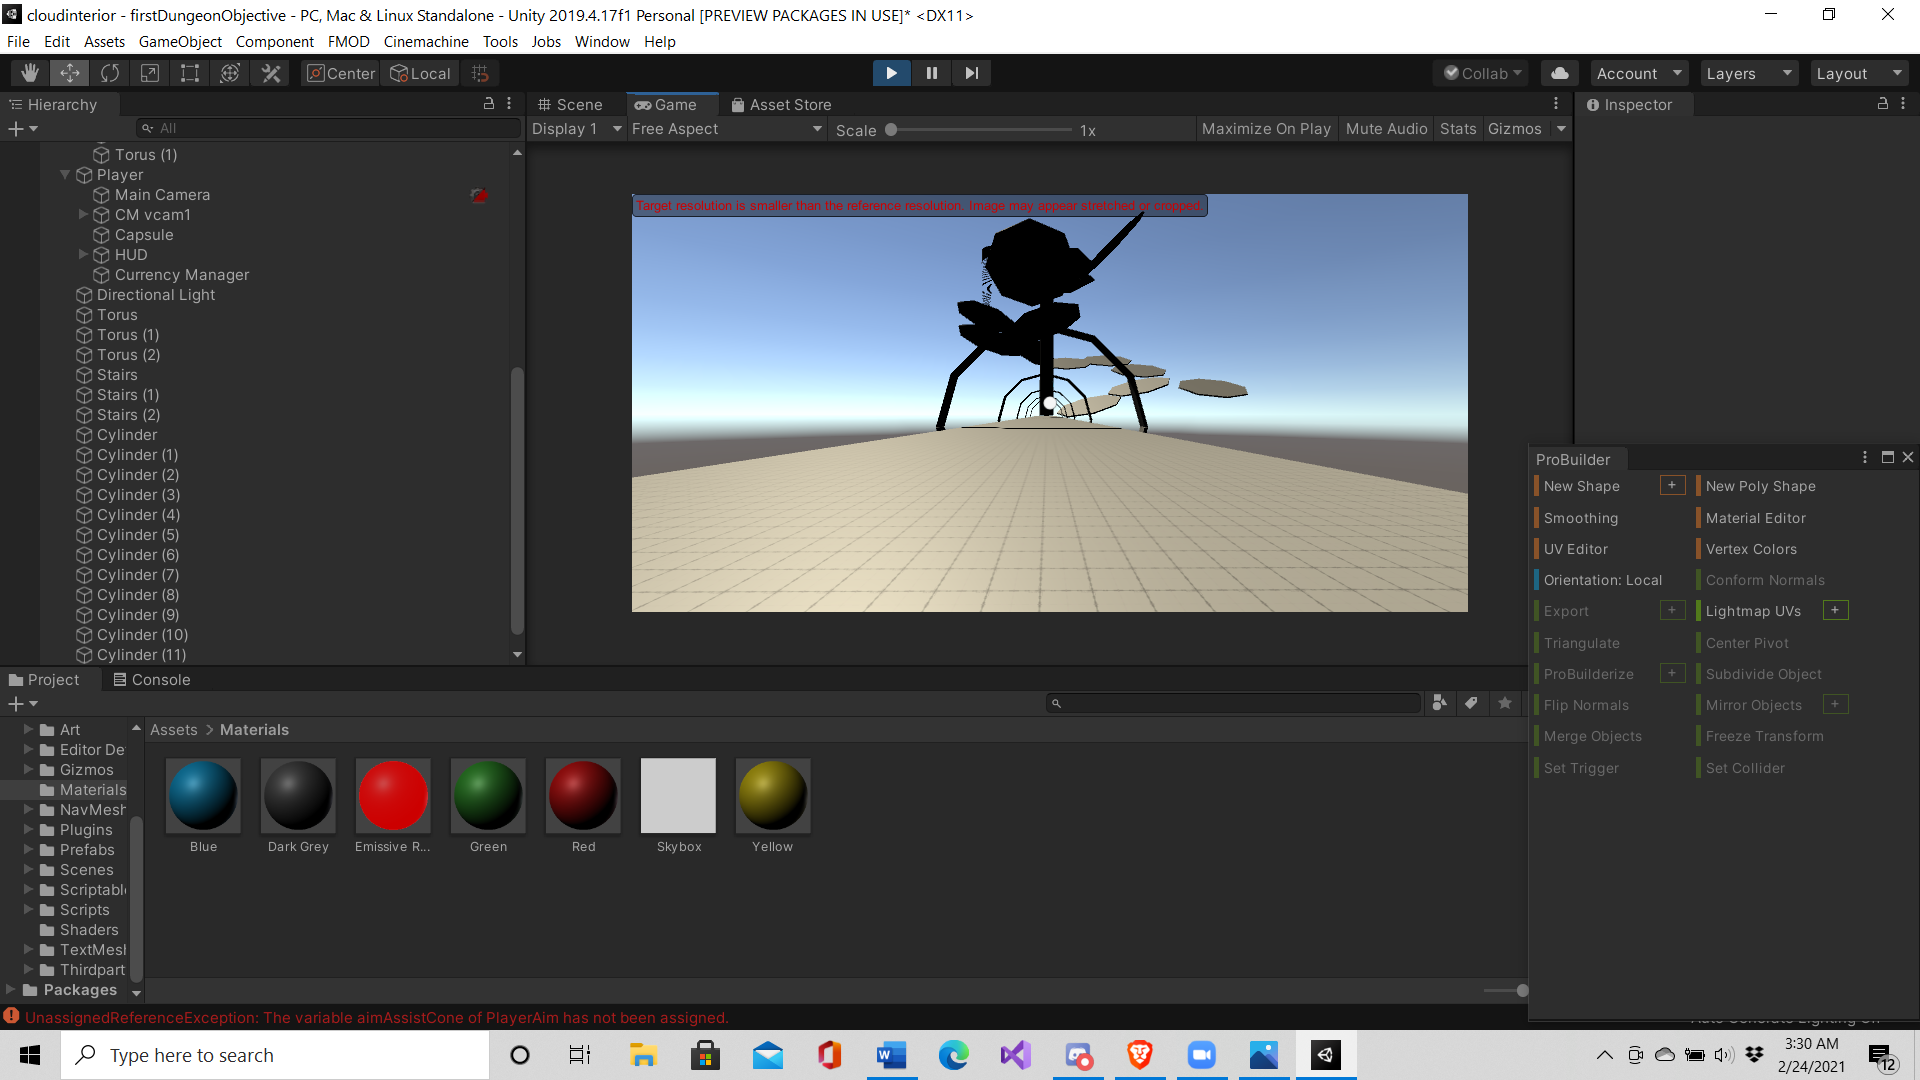 cloudinterior - firstDungeonObjective - PC, Mac & Linux Standalone - Unity 2019.4.17f1 Personal [PREVIEW PACKAGES IN USE]* <DX11>
File Edit Assets GameObject Component FMOD Cinemachine Tools Jobs Window Help
Center Local Collab Account Layers Layout
Hierarchy Scene Game Asset Store Inspector
All Display 1 Free Aspect Scale 1x Maximize On Play Mute Audio Stats Gizmos
Torus (1)
Player
Main Camera
CM vcam1
Capsule
HUD
Currency Manager
Directional Light
Torus
Torus (1)
Torus (2)
Stairs
Stairs (1)
Stairs (2)
Cylinder
Cylinder (1)
Cylinder (2)
Cylinder (3)
Cylinder (4)
Cylinder (5)
Cylinder (6)
Cylinder (7)
Cylinder (8)
Cylinder (9)
Cylinder (10)
Cylinder (11)
Target resolution is smaller than the reference resolution. Image may appear stretched or cropped.
ProBuilder
New Shape + New Poly Shape
Smoothing Material Editor
UV Editor Vertex Colors
Orientation: Local Conform Normals
Export + Lightmap UVs +
Triangulate Center Pivot
ProBuilderize + Subdivide Object
Flip Normals Mirror Objects +
Merge Objects Freeze Transform
Set Trigger Set Collider
Project Console
Art
Editor De
Gizmos
Materials
NavMesh
Plugins
Prefabs
Scenes
Scriptabl
Scripts
Shaders
TextMesh
Thirdpart
Packages
Assets > Materials
Blue Dark Grey Emissive R... Green Red Skybox Yellow
UnassignedReferenceException: The variable aimAssistCone of PlayerAim has not been assigned.
Type here to search
3:30 AM
2/24/2021
12